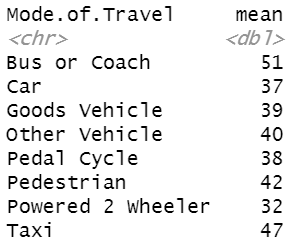 Mode.of.Travel mean
<chr> <dbl>
Bus or Coach 51
Car 37
Goods Vehicle 39
Other Vehicle 40
Pedal Cycle 38
Pedestrian 42
Powered 2 Wheeler 32
Taxi 47